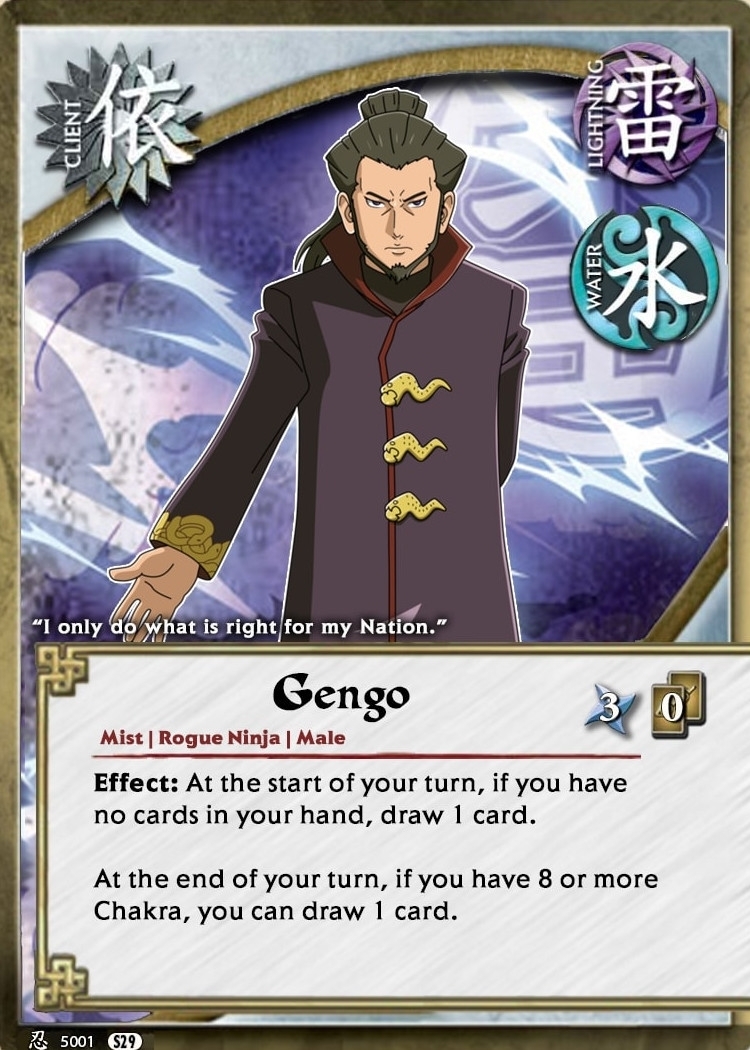 CLIENT
依
LIGHTNING
雷
WATER
水
“I only do what is right for my Nation.”
Gengo
3
0
Mist | Rogue Ninja | Male
Effect: At the start of your turn, if you have
no cards in your hand, draw 1 card.
At the end of your turn, if you have 8 or more
Chakra, you can draw 1 card.
忍 5001 S29